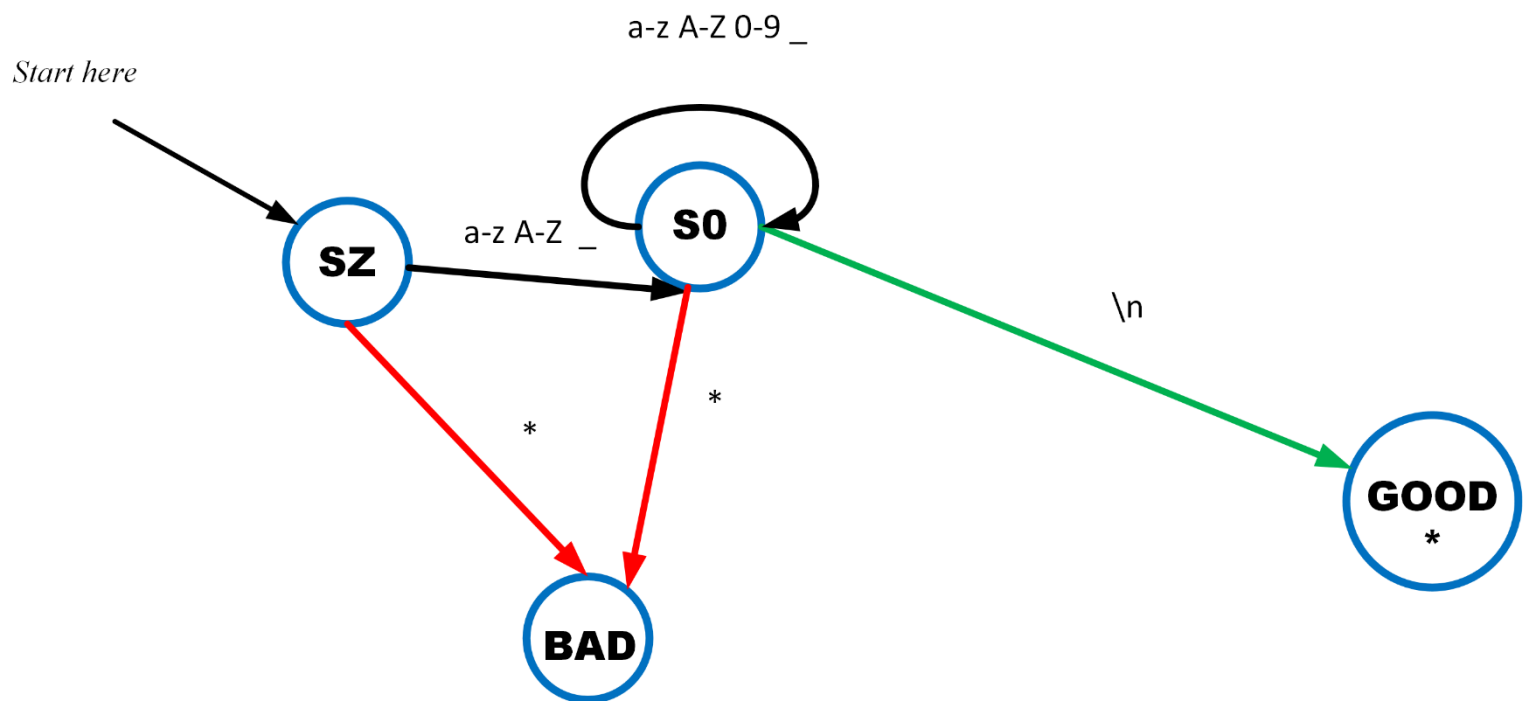 a-z A-Z 0-9 _
Start here
a-z A-Z _
S0
SZ
\n
*
*
GOOD
*
BAD